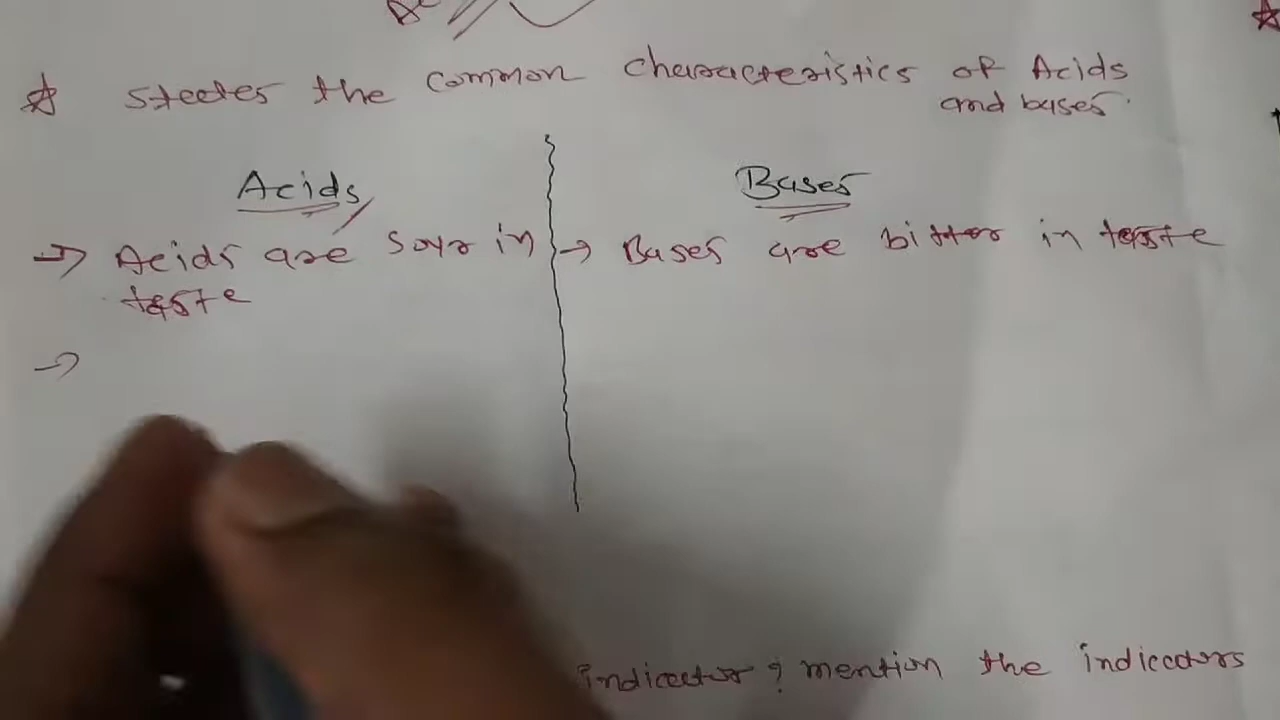 ☆ States the common characteristics of Acids
and bases.
Acids
Bases
→ Acids are sour in
taste
→ Bases are bitter in taste
→
indicator ? mention the indicators